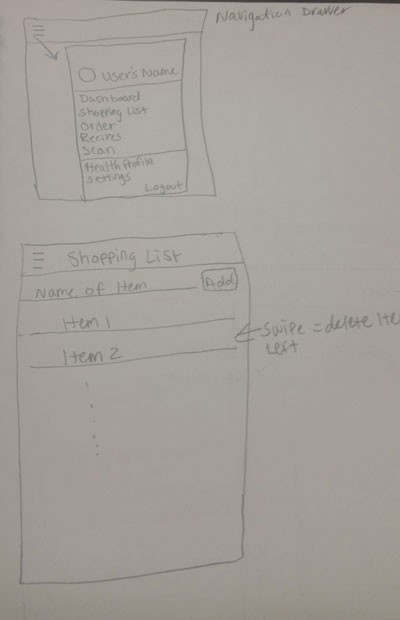 Navigation Drawer
User's Name
Dashboard
Shopping List
Order
Recipes
Scan
Health Profile
Settings
Logout
Shopping List
Name of Item
Add
Item 1
Item 2
Swipe = delete Ite
Left